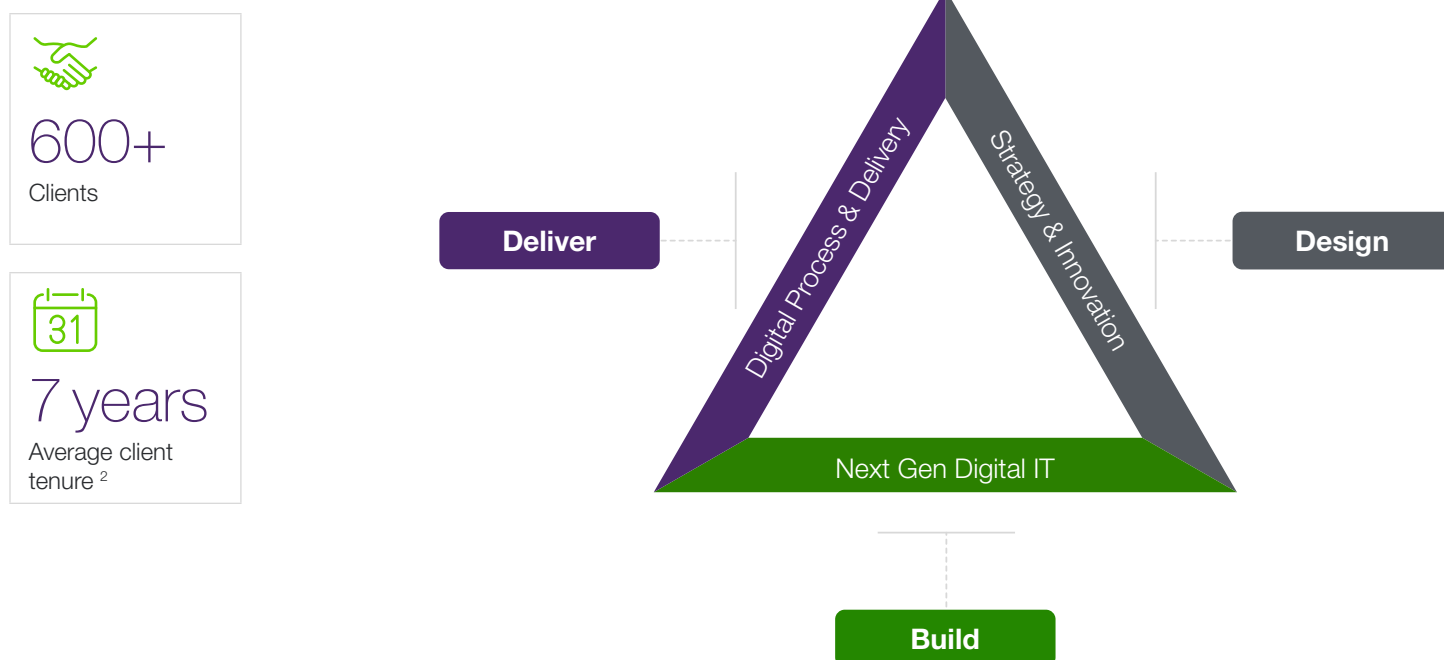 600+
Clients
31
7 years
Average client
tenure 2
Deliver
Digital Process & Delivery
Strategy & Innovation
Design
Next Gen Digital IT
Build